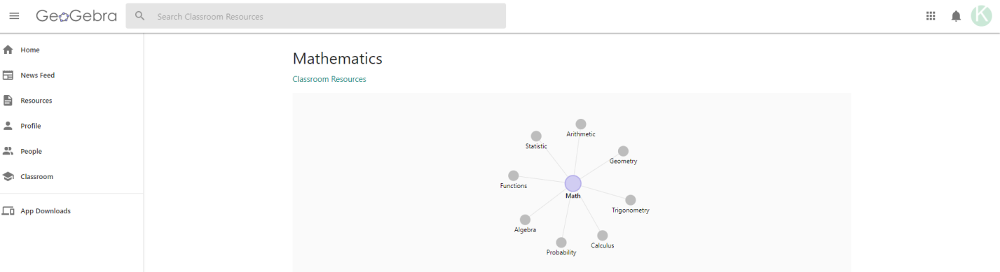 GeoGebra
Search Classroom Resources
K
Home
News Feed
Resources
Profile
People
Classroom
App Downloads
Mathematics
Classroom Resources
Arithmetic
Statistic
Geometry
Functions
Math
Trigonometry
Algebra
Calculus
Probability